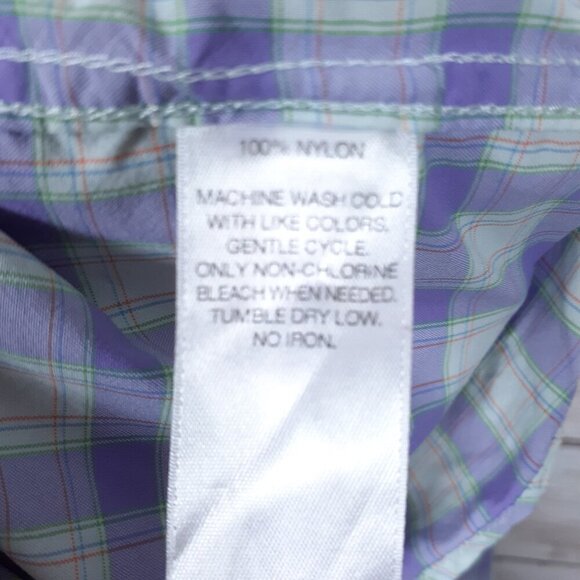 100% NYLON
MACHINE WASH COLD
WITH LIKE COLORS.
GENTLE CYCLE.
ONLY NON-CHLORINE
BLEACH WHEN NEEDED.
TUMBLE DRY LOW.
NO IRON.